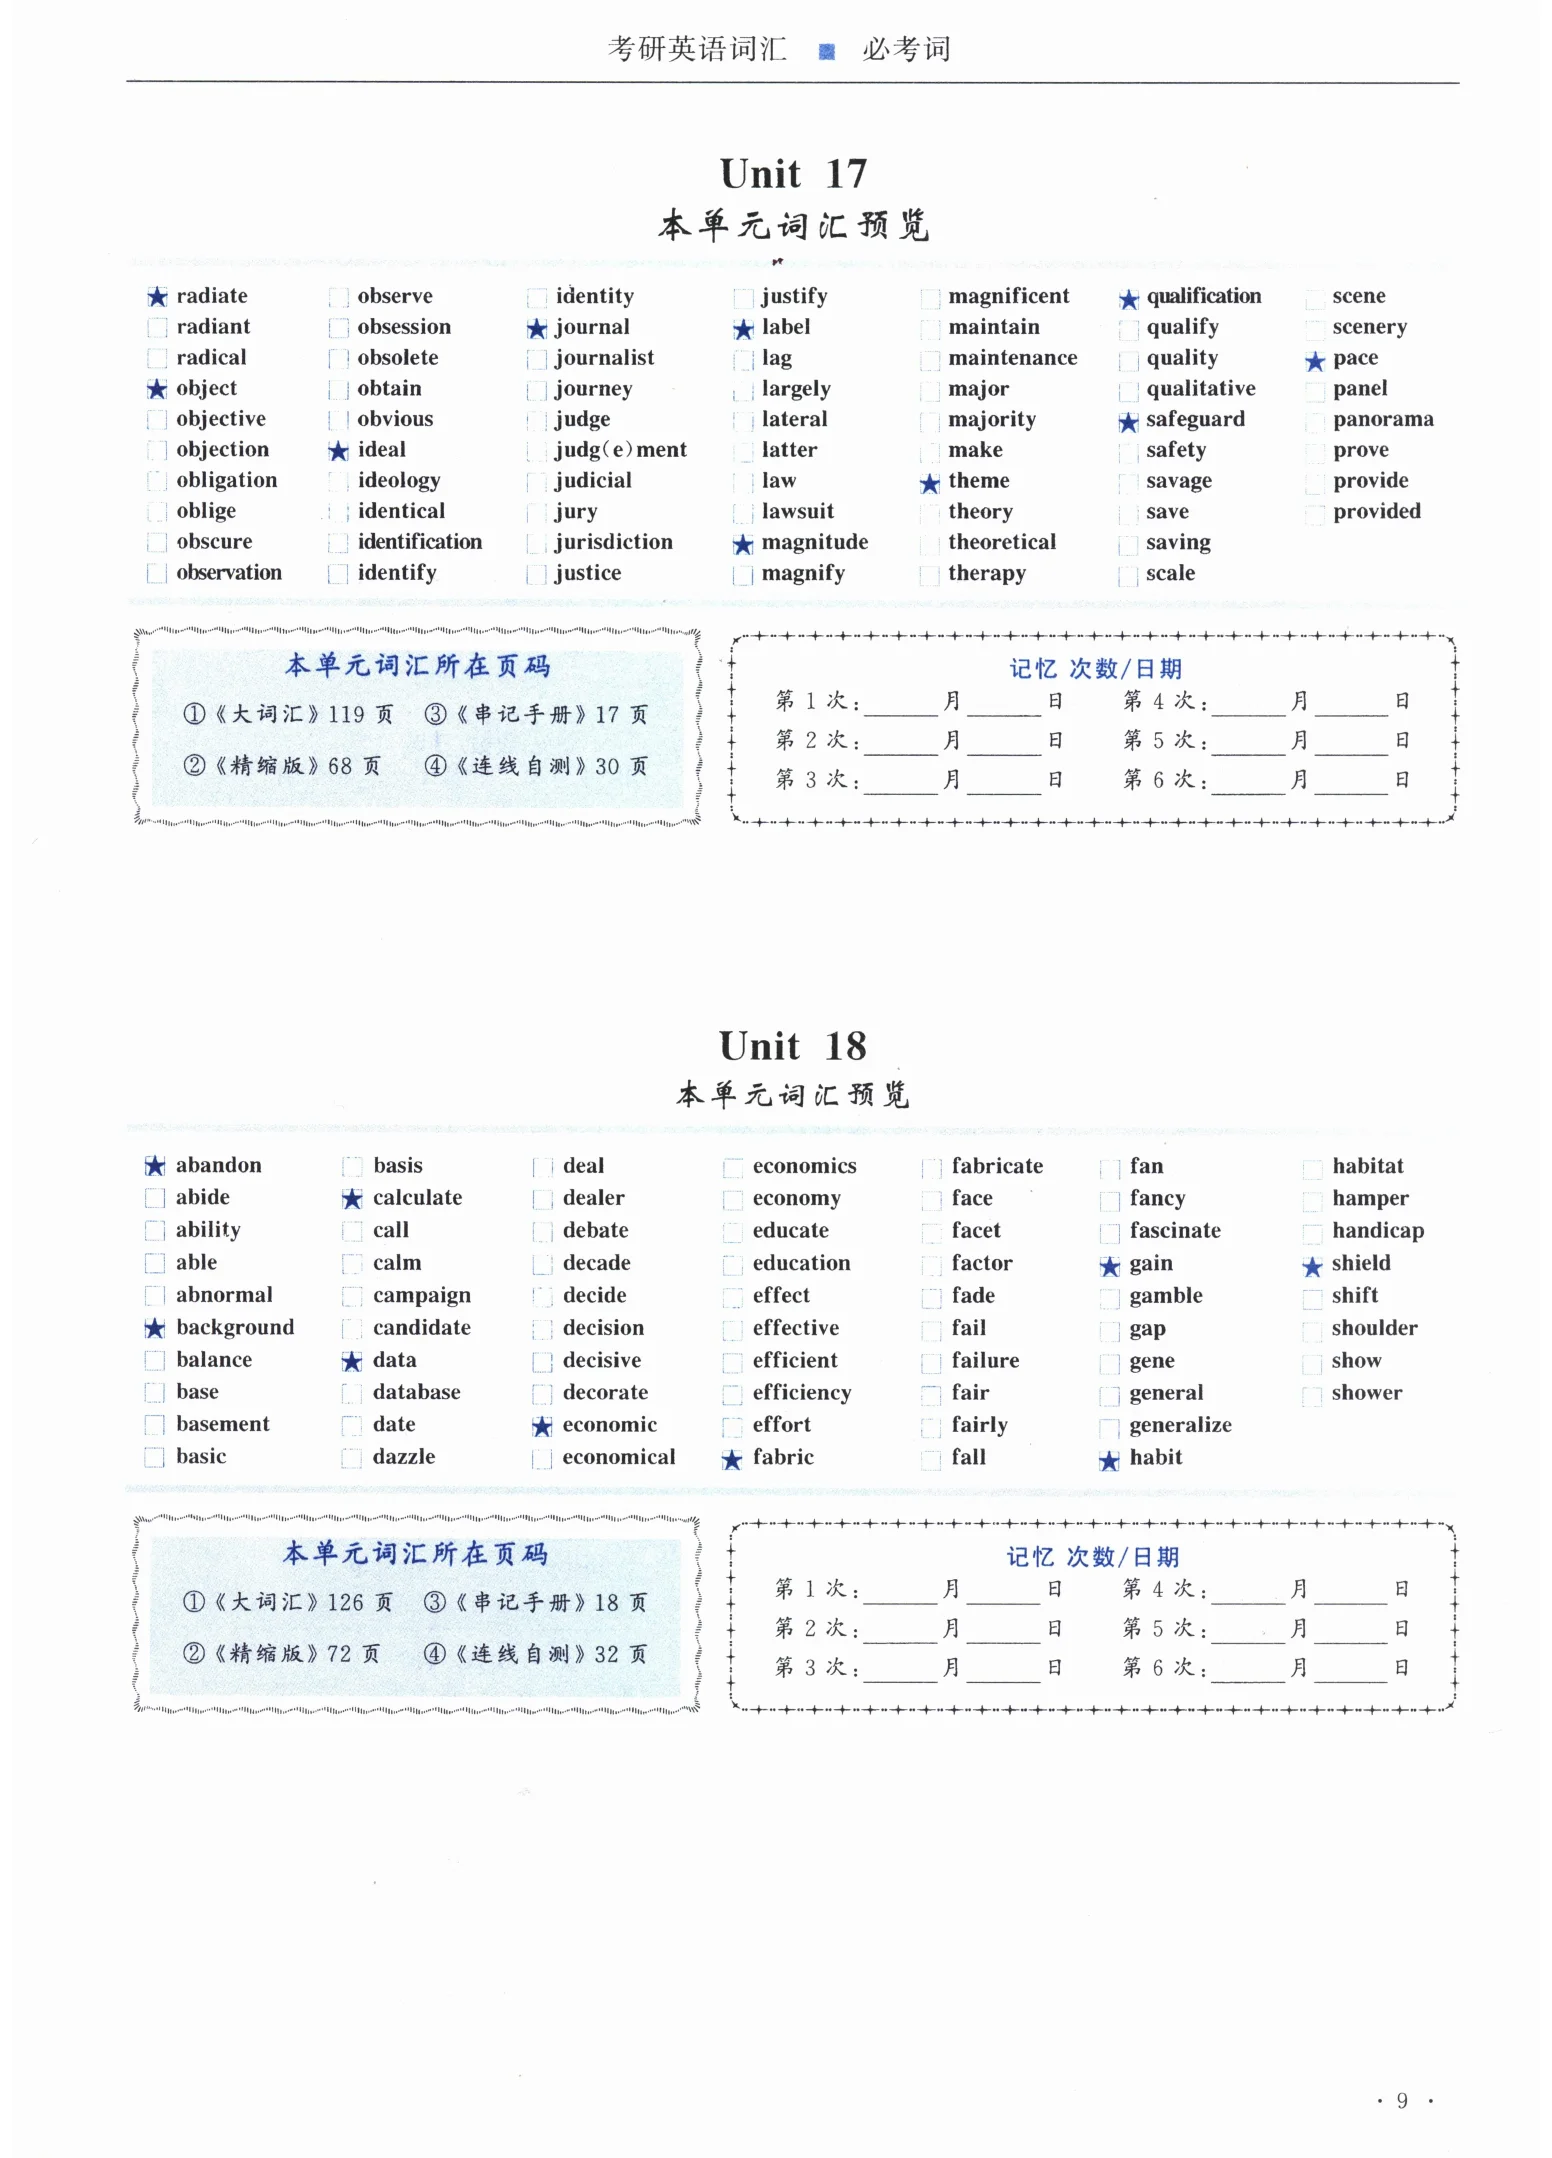 考研英语词汇 ■ 必考词
Unit 17
本单元词汇预览
★ radiate □ observe □ identity □ justify □ magnificent ★ qualification □ scene
□ radiant □ obsession ★ journal ★ label □ maintain □ qualify □ scenery
□ radical □ obsolete □ journalist □ lag □ maintenance □ quality ★ pace
★ object □ obtain □ journey □ largely □ major □ qualitative □ panel
□ objective □ obvious □ judge □ lateral □ majority ★ safeguard □ panorama
□ objection ★ ideal □ judg(e)ment □ latter □ make □ safety □ prove
□ obligation □ ideology □ judicial □ law ★ theme □ savage □ provide
□ oblige □ identical □ jury □ lawsuit □ theory □ save □ provided
□ obscure □ identification □ jurisdiction ★ magnitude □ theoretical □ saving
□ observation □ identify □ justice □ magnify □ therapy □ scale
本单元词汇所在页码
①《大词汇》119 页 ③《串记手册》17 页
②《精缩版》68 页 ④《连线自测》30 页
记忆 次数/日期
第 1 次:______月______日 第 4 次:______月______日
第 2 次:______月______日 第 5 次:______月______日
第 3 次:______月______日 第 6 次:______月______日
Unit 18
本单元词汇预览
★ abandon □ basis □ deal □ economics □ fabricate □ fan □ habitat
□ abide ★ calculate □ dealer □ economy □ face □ fancy □ hamper
□ ability □ call □ debate □ educate □ facet □ fascinate □ handicap
□ able □ calm □ decade □ education □ factor ★ gain ★ shield
□ abnormal □ campaign □ decide □ effect □ fade □ gamble □ shift
★ background □ candidate □ decision □ effective □ fail □ gap □ shoulder
□ balance ★ data □ decisive □ efficient □ failure □ gene □ show
□ base □ database □ decorate □ efficiency □ fair □ general □ shower
□ basement □ date ★ economic □ effort □ fairly □ generalize
□ basic □ dazzle □ economical ★ fabric □ fall ★ habit
本单元词汇所在页码
①《大词汇》126 页 ③《串记手册》18 页
②《精缩版》72 页 ④《连线自测》32 页
记忆 次数/日期
第 1 次:______月______日 第 4 次:______月______日
第 2 次:______月______日 第 5 次:______月______日
第 3 次:______月______日 第 6 次:______月______日
· 9 ·